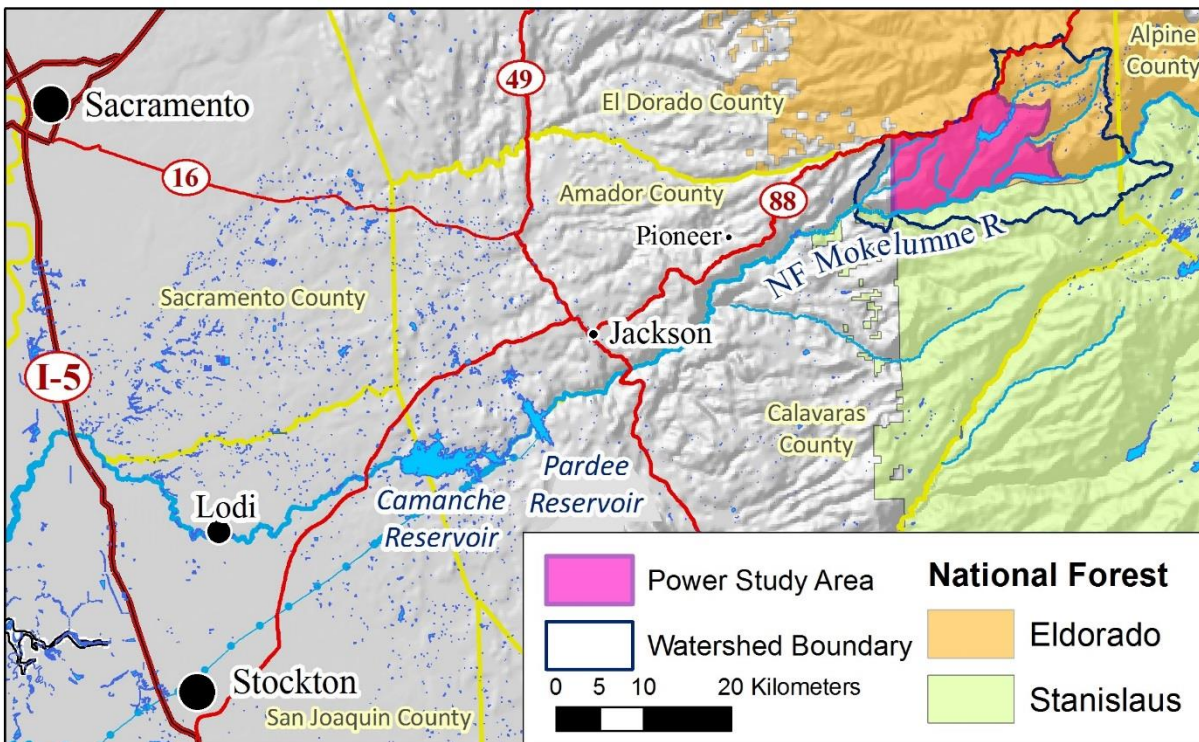 Alpine
County
49
Sacramento
El Dorado County
16
Amador County
88
Pioneer
NF Mokelumne R
Sacramento County
Jackson
I-5
Calavaras
County
Pardee
Reservoir
Lodi
Camanche
Reservoir
Stockton
San Joaquin County
Power Study Area
Watershed Boundary
0 5 10 20 Kilometers
National Forest
Eldorado
Stanislaus